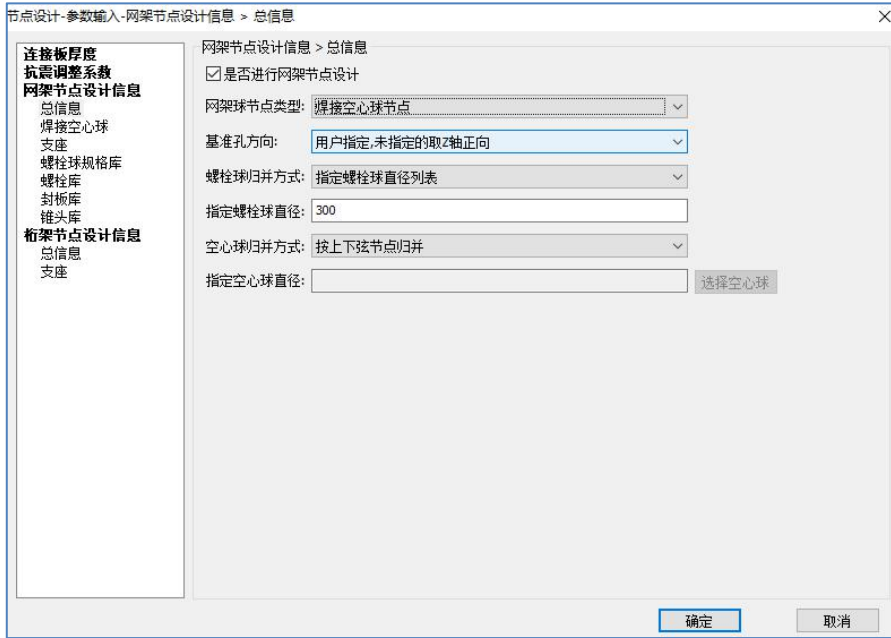 节点设计-参数输入-网架节点设计信息 > 总信息
连接板厚度
抗震调整系数
网架节点设计信息
总信息
焊接空心球
支座
螺栓球规格库
螺栓库
封板库
锥头库
桁架节点设计信息
总信息
支座
网架节点设计信息 > 总信息
是否进行网架节点设计
网架球节点类型: 焊接空心球节点
基准孔方向: 用户指定,未指定的取Z轴正向
螺栓球归并方式: 指定螺栓球直径列表
指定螺栓球直径: 300
空心球归并方式: 按上下弦节点归并
指定空心球直径: 选择空心球
确定 取消